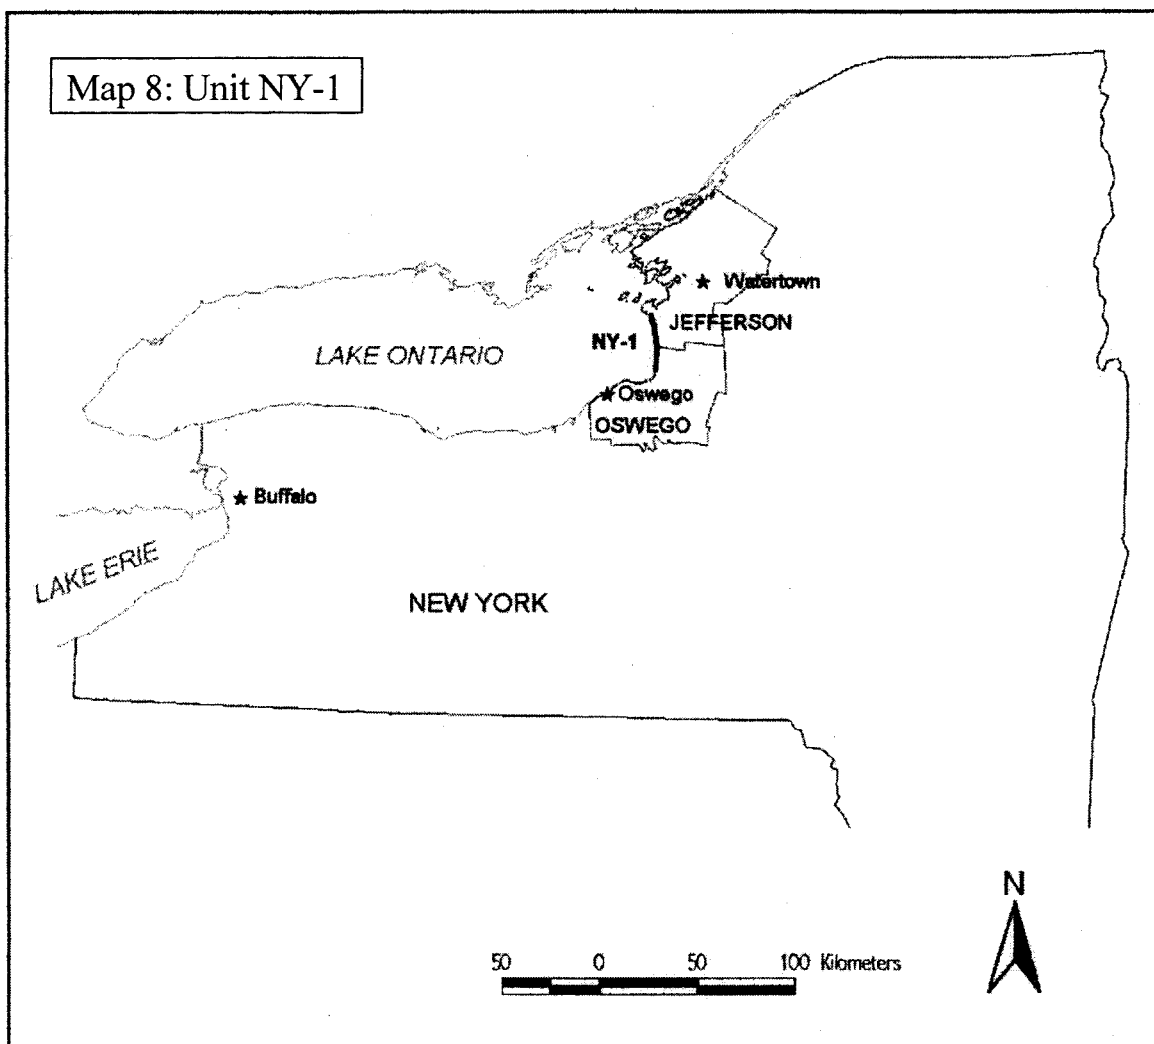 Map 8: Unit NY-1
Watertown
JEFFERSON
NY-1
LAKE ONTARIO
Oswego
OSWEGO
Buffalo
LAKE ERIE
NEW YORK
N
50 0 50 100 Kilometers